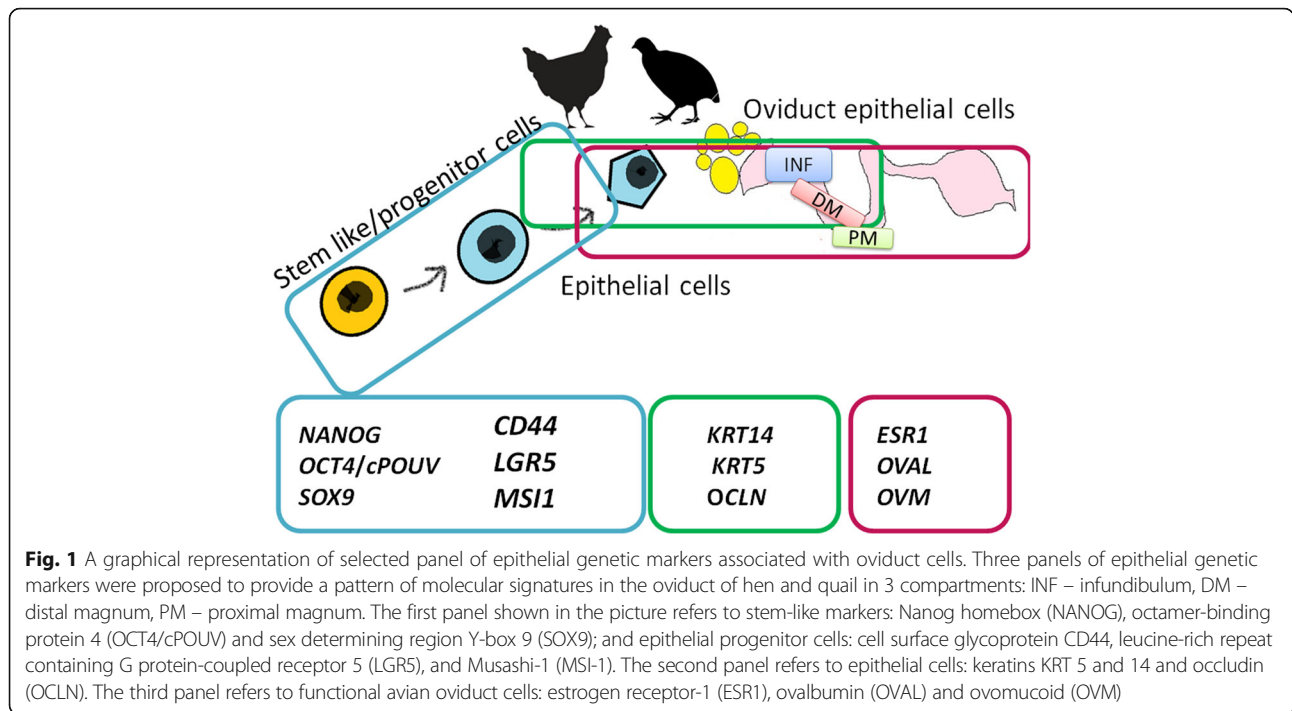 Oviduct epithelial cells
Stem like/progenitor cells
INF
DM
PM
Epithelial cells
NANOG
OCT4/cPOUV
SOX9
CD44
LGR5
MSI1
KRT14
KRT5
OCLN
ESR1
OVAL
OVM
Fig. 1 A graphical representation of selected panel of epithelial genetic markers associated with oviduct cells. Three panels of epithelial genetic
markers were proposed to provide a pattern of molecular signatures in the oviduct of hen and quail in 3 compartments: INF – infundibulum, DM –
distal magnum, PM – proximal magnum. The first panel shown in the picture refers to stem-like markers: Nanog homebox (NANOG), octamer-binding
protein 4 (OCT4/cPOUV) and sex determining region Y-box 9 (SOX9); and epithelial progenitor cells: cell surface glycoprotein CD44, leucine-rich repeat
containing G protein-coupled receptor 5 (LGR5), and Musashi-1 (MSI-1). The second panel refers to epithelial cells: keratins KRT 5 and 14 and occludin
(OCLN). The third panel refers to functional avian oviduct cells: estrogen receptor-1 (ESR1), ovalbumin (OVAL) and ovomucoid (OVM)